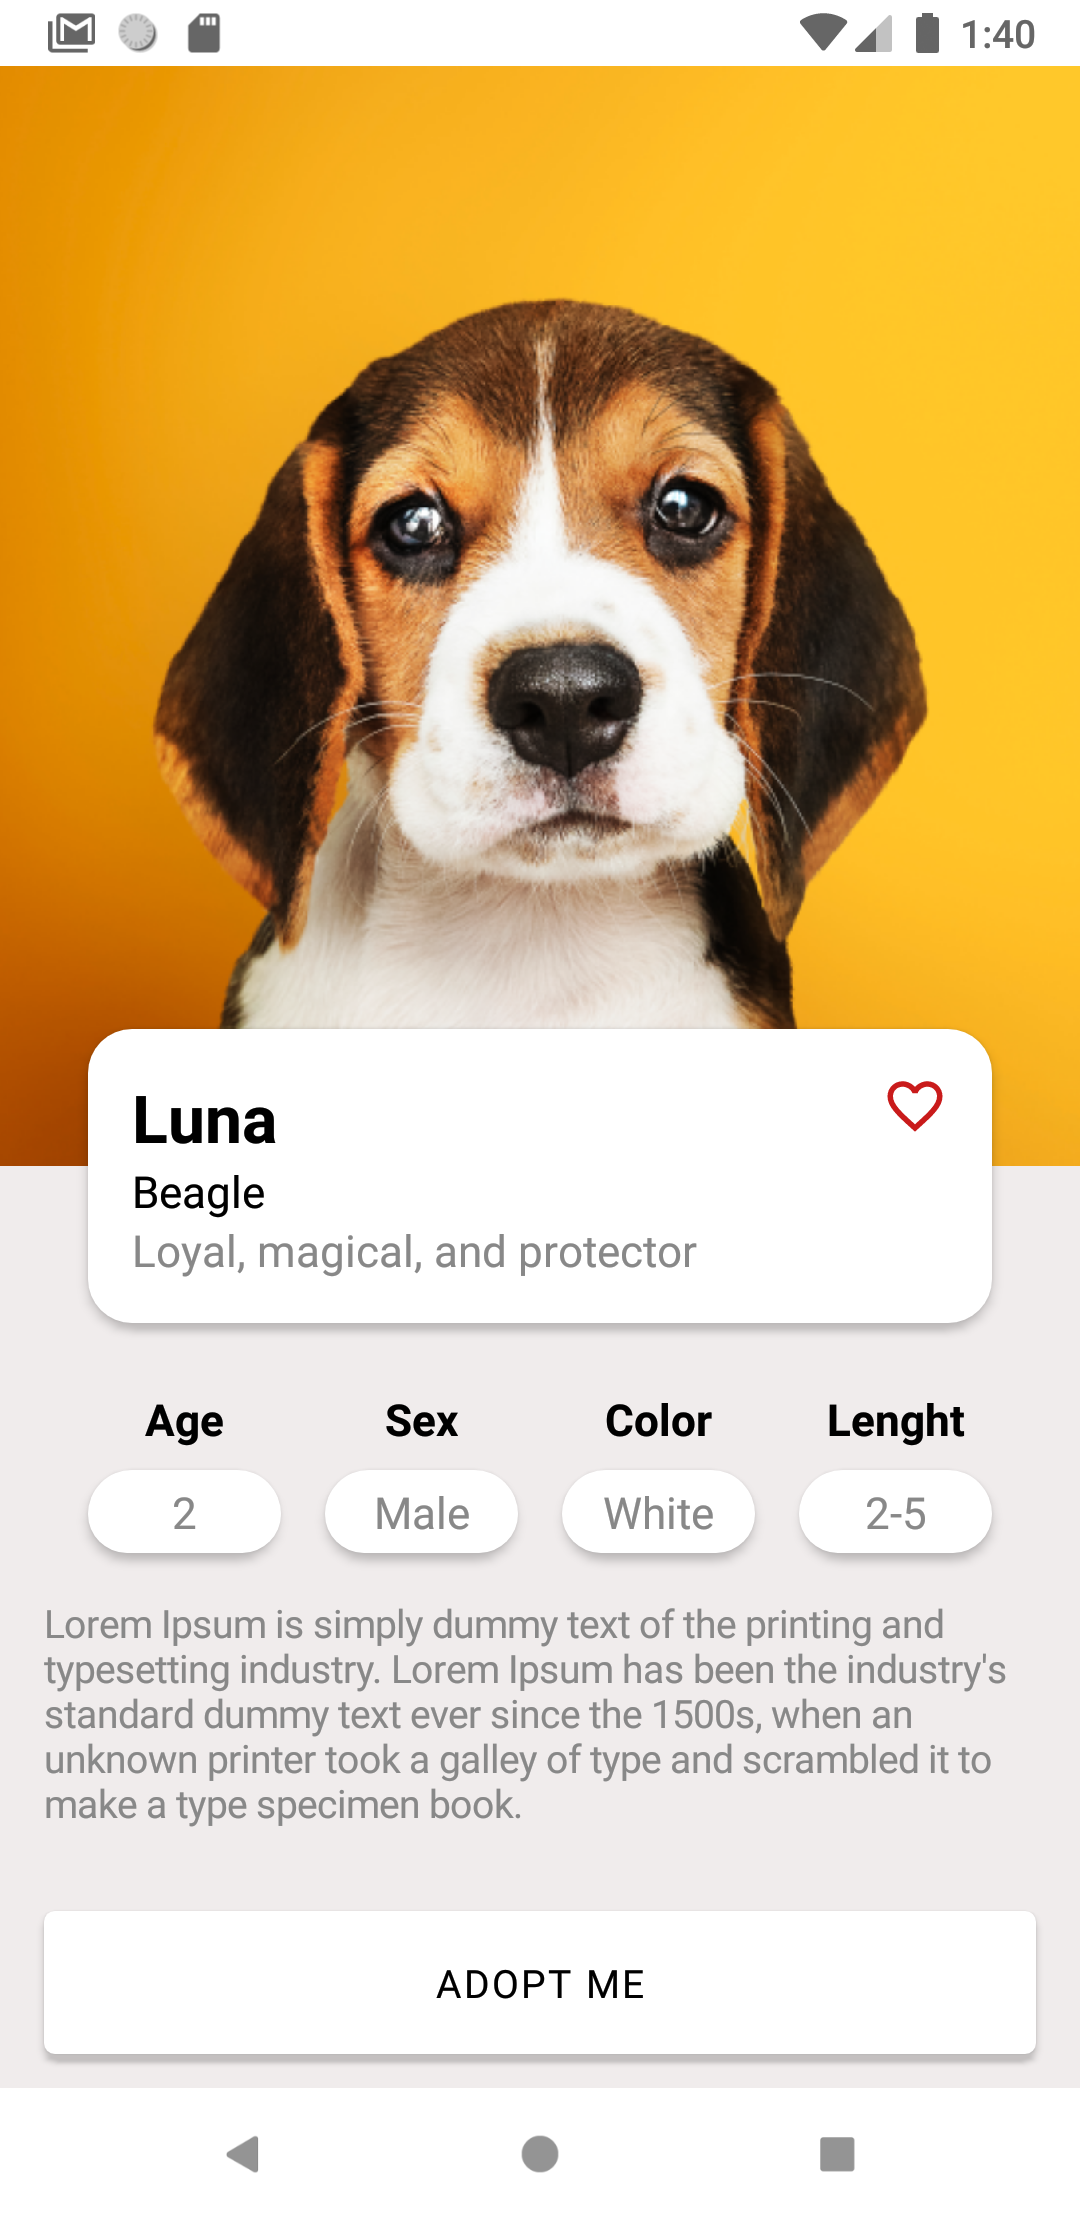 1:40
Luna
Beagle
Loyal, magical, and protector
Age Sex Color Lenght
2 Male White 2-5
Lorem Ipsum is simply dummy text of the printing and
typesetting industry. Lorem Ipsum has been the industry's
standard dummy text ever since the 1500s, when an
unknown printer took a galley of type and scrambled it to
make a type specimen book.
ADOPT ME